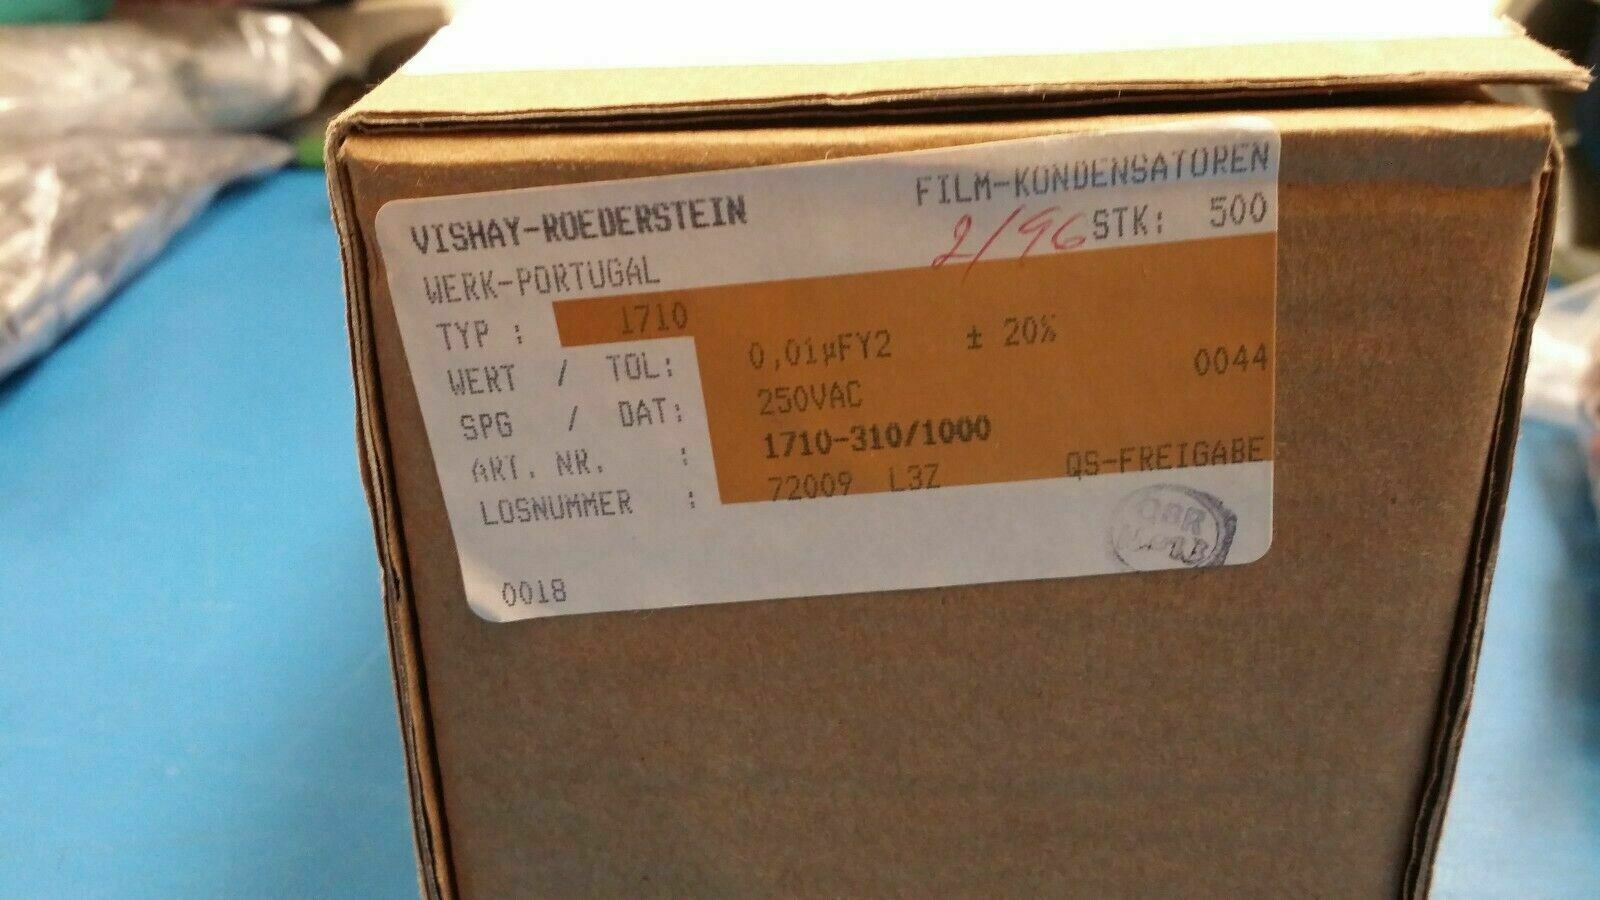 VISHAY-ROEDERSTEIN FILM-KONDENSATOREN
WERK-PORTUGAL 2/96 STK: 500
TYP : 1710
WERT / TOL: 0,01µFY2 ± 20%
SPG / DAT: 250VAC 0044
ART. NR. : 1710-310/1000
LOSNUMMER : 72009 L3Z QS-FREIGABE
0018